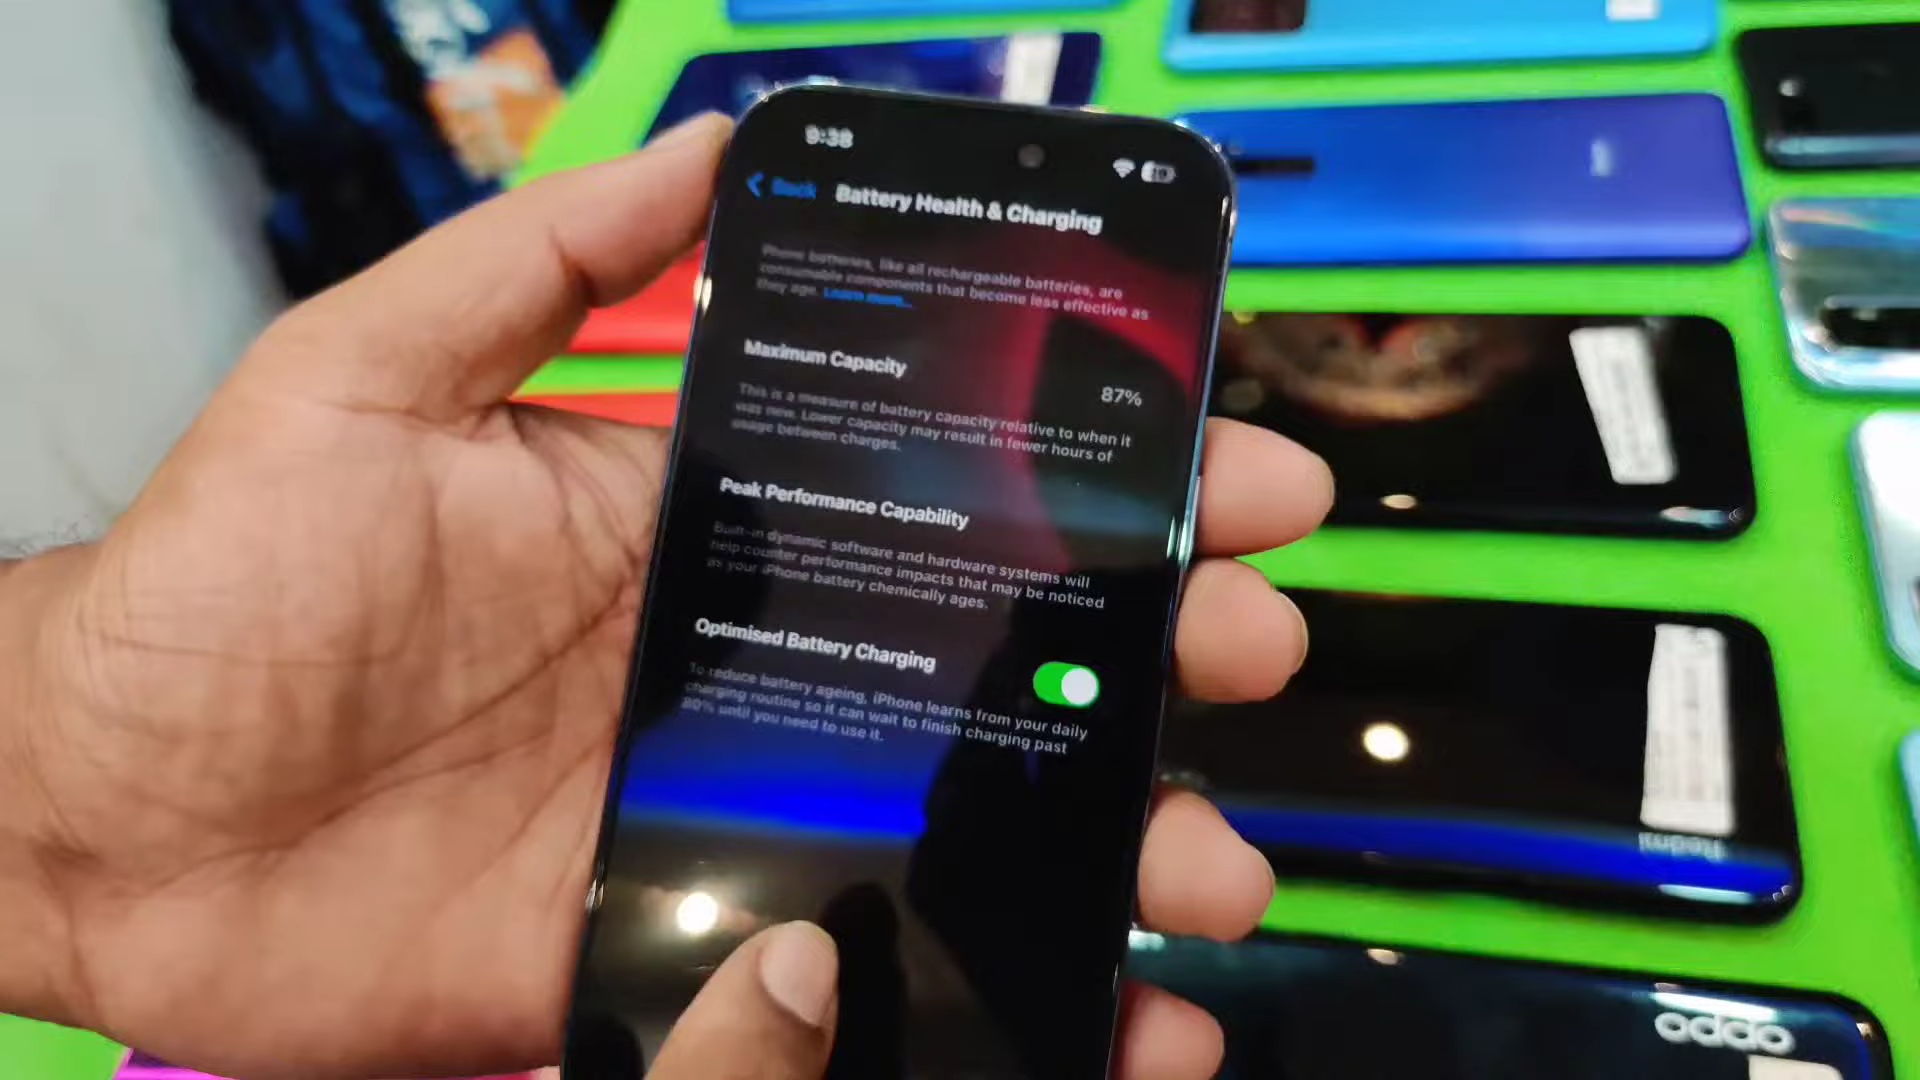 9:38
19
Back
Battery Health & Charging
Phone batteries, like all rechargeable batteries, are
consumable components that become less effective as
they age. Learn more...
Maximum Capacity
87%
This is a measure of battery capacity relative to when it
was new. Lower capacity may result in fewer hours of
usage between charges.
Peak Performance Capability
Built-in dynamic software and hardware systems will
help counter performance impacts that may be noticed
as your iPhone battery chemically ages.
Optimised Battery Charging
To reduce battery ageing, iPhone learns from your daily
charging routine so it can wait to finish charging past
80% until you need to use it.
Redmi
oppo